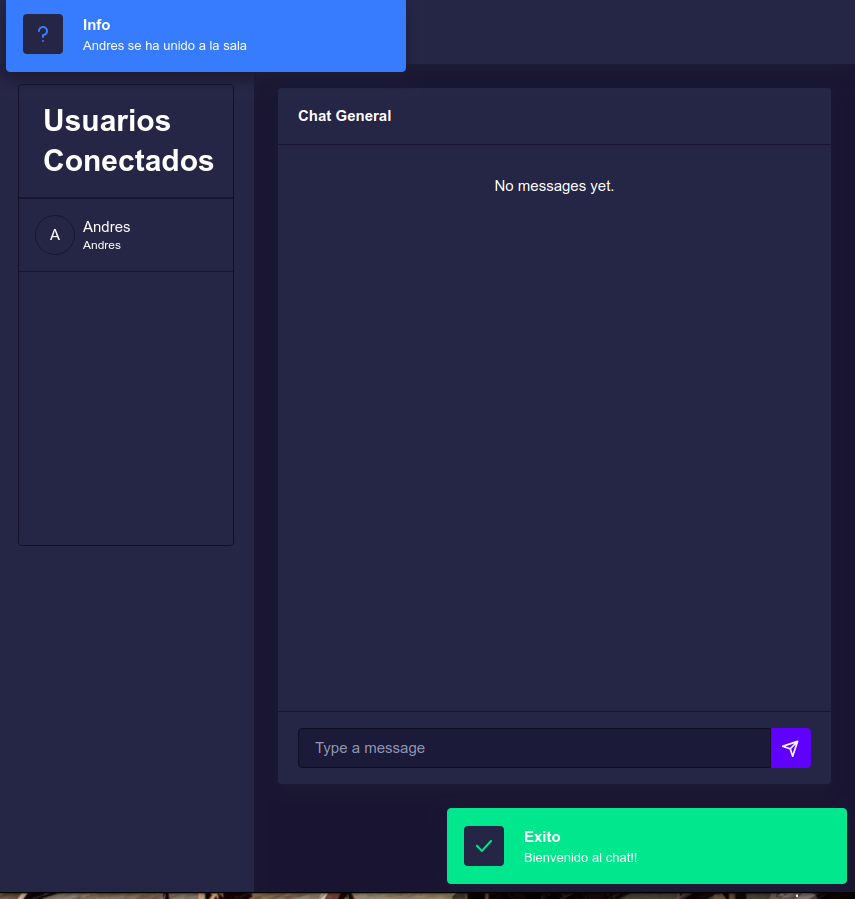 Info
Andres se ha unido a la sala
Usuarios
Conectados
A
Andres
Andres
Chat General
No messages yet.
Type a message
Exito
Bienvenido al chat!!